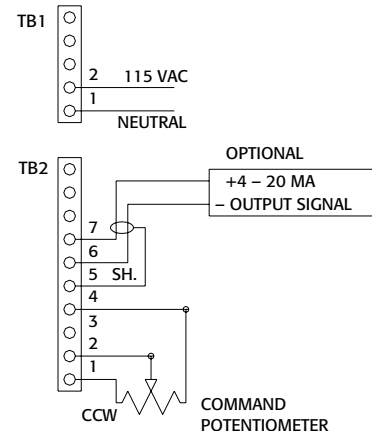 TB1
2 115 VAC
1
NEUTRAL
TB2
OPTIONAL
+4 – 20 MA
– OUTPUT SIGNAL
7
6
5 SH.
4
3
2
1
CCW
COMMAND
POTENTIOMETER